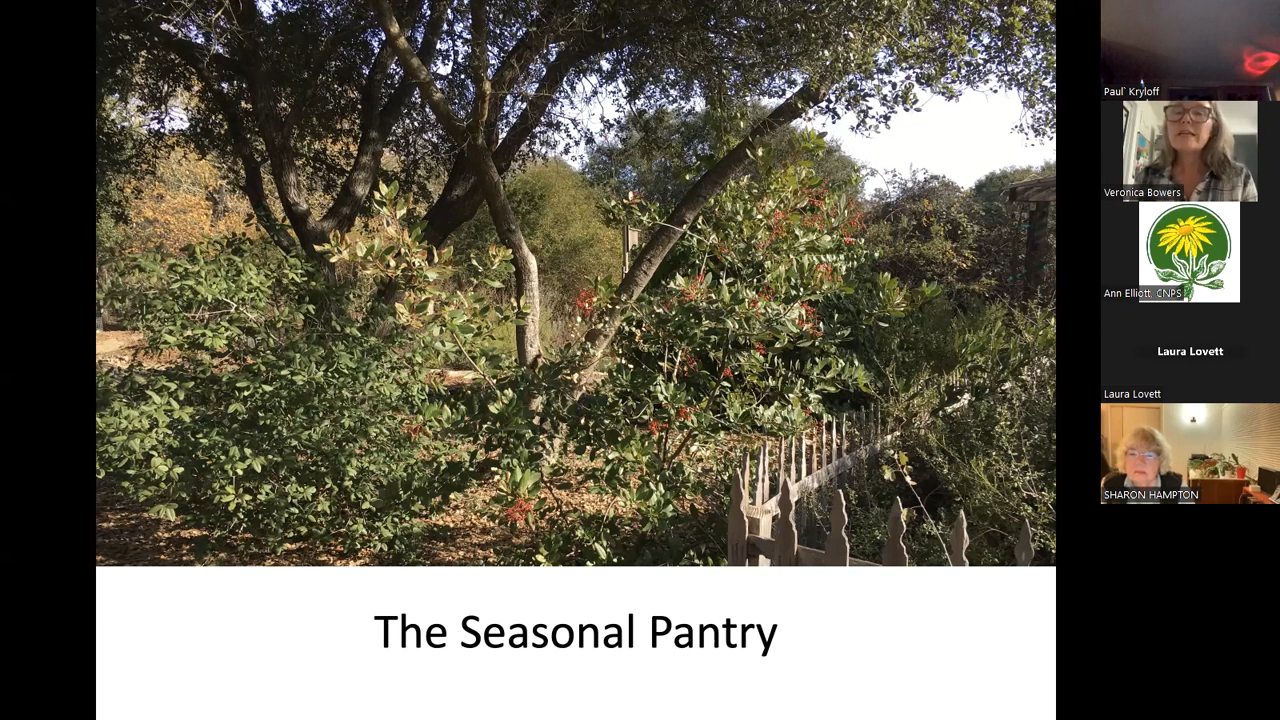 The Seasonal Pantry
Paul` Kryloff
Veronica Bowers
Ann Elliott, CNPS
Laura Lovett
Laura Lovett
SHARON HAMPTON